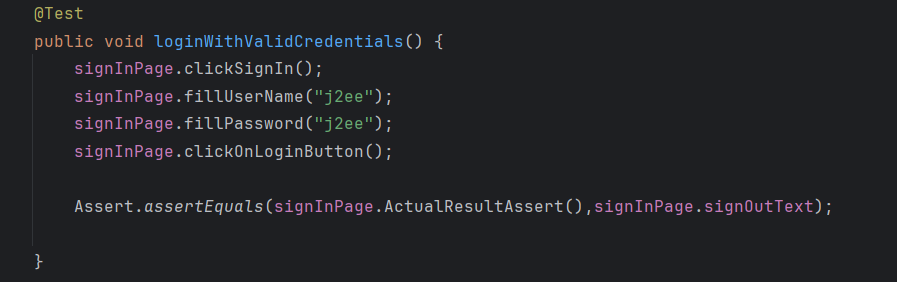 @Test
public void loginWithValidCredentials() {
signInPage.clickSignIn();
signInPage.fillUserName("j2ee");
signInPage.fillPassword("j2ee");
signInPage.clickOnLoginButton();
Assert.assertEquals(signInPage.ActualResultAssert(),signInPage.signOutText);
}